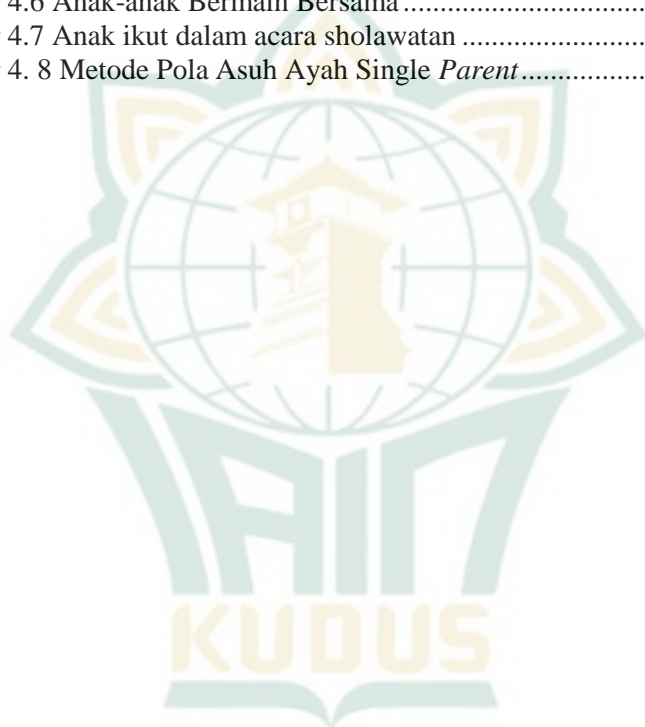 4.6 Anak-anak Bermain Bersama................................
4.7 Anak ikut dalam acara sholawatan .........................
4. 8 Metode Pola Asuh Ayah Single Parent.................
IAIN
KUDUS